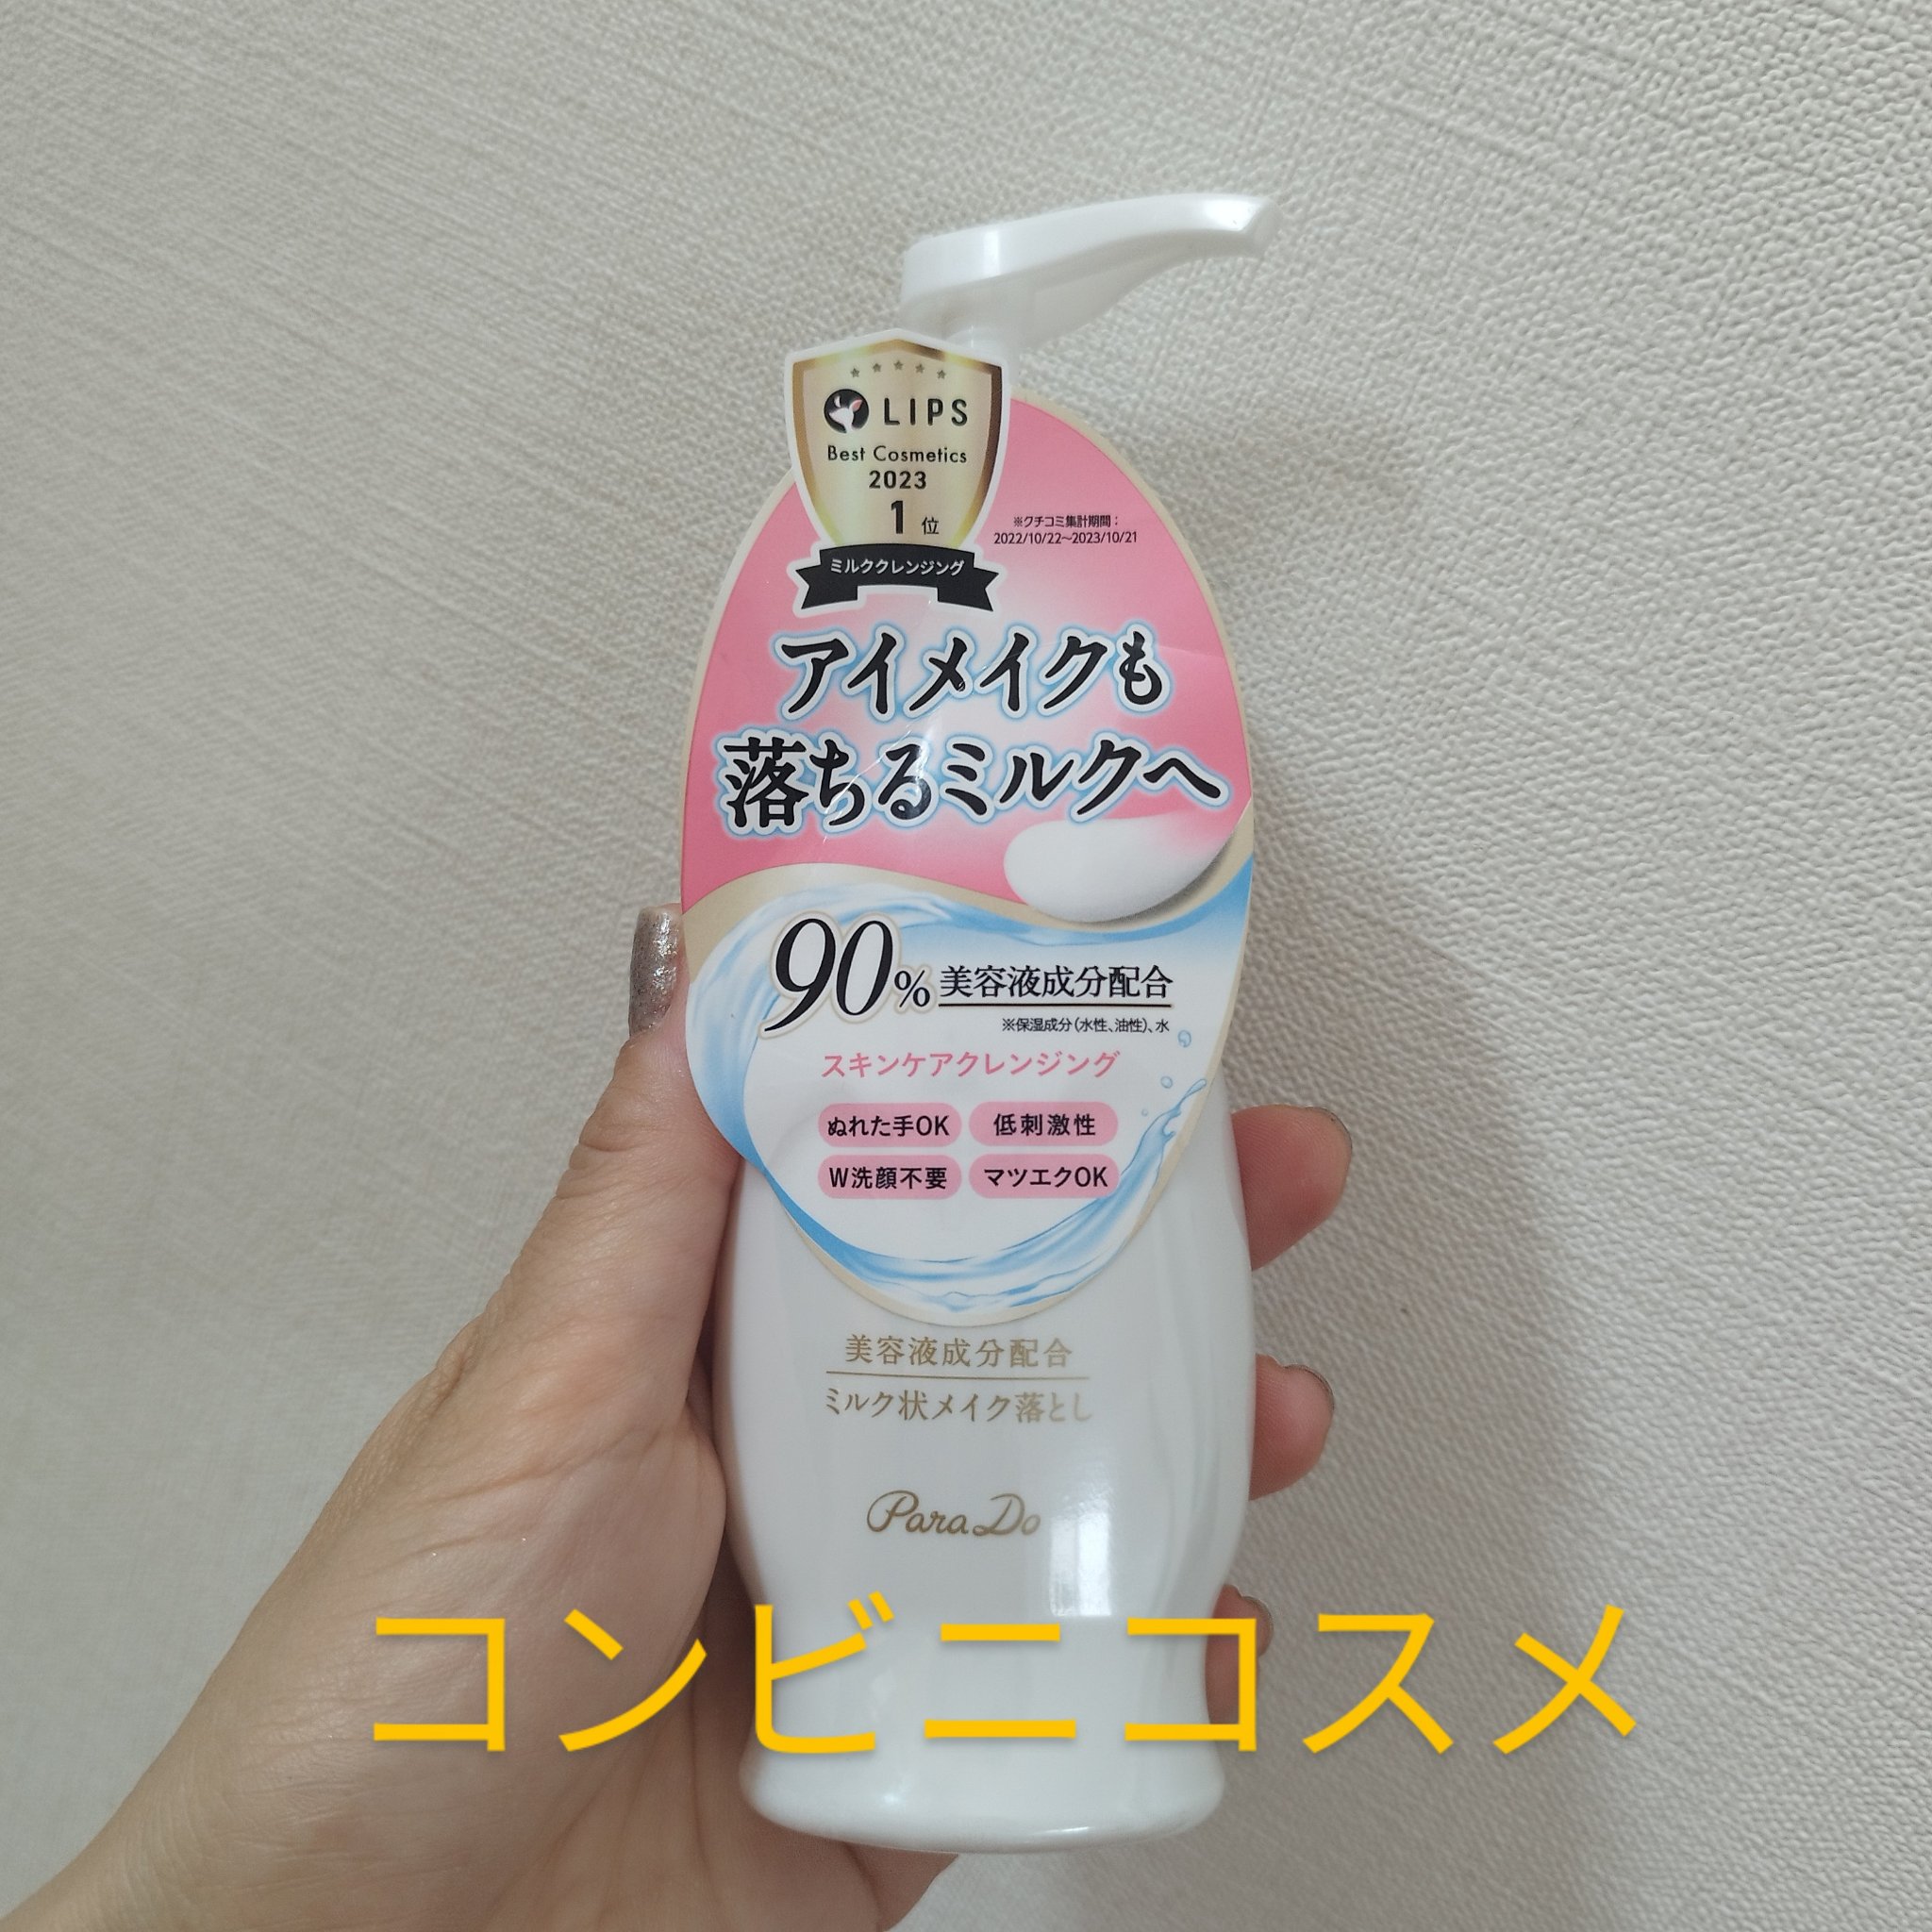 LIPS
Best Cosmetics
2023
1位
ミルククレンジング
※クチコミ集計期間：
2022/10/22~2023/10/21
アイメイクも
落ちるミルクへ
90%美容液成分配合
※保湿成分（水性、油性）、水
スキンケアクレンジング
ぬれた手OK 低刺激性
W洗顔不要 マツエクOK
美容液成分配合
ミルク状メイク落とし
ParaDo
コンビニコスメ